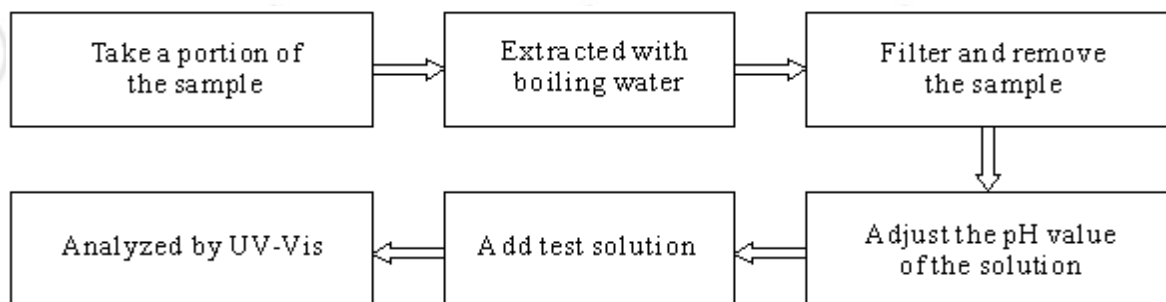 Take a portion of
the sample
Extracted with
boiling water
Filter and remove
the sample
Adjust the pH value
of the solution
Add test solution
Analyzed by UV-Vis